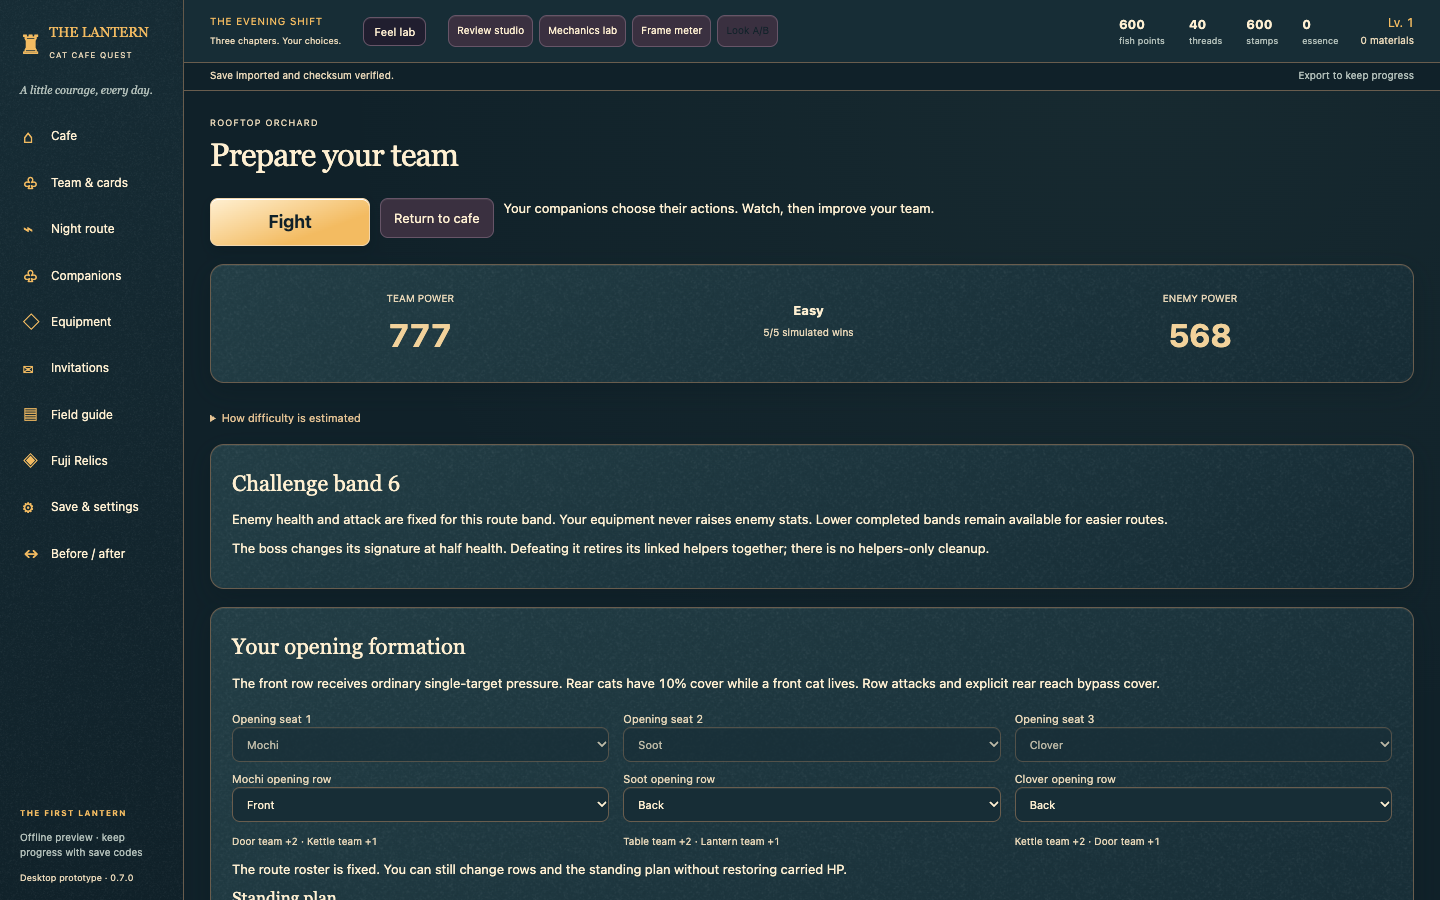 THE LANTERN
CAT CAFE QUEST
A little courage, every day.
Cafe
Team & cards
Night route
Companions
Equipment
Invitations
Field guide
Fuji Relics
Save & settings
Before / after
THE FIRST LANTERN
Offline preview · keep
progress with save codes
Desktop prototype · 0.7.0
THE EVENING SHIFT
Three chapters. Your choices.
Feel lab
Review studio
Mechanics lab
Frame meter
Look A/B
600 fish points
40 threads
600 stamps
0 essence
Lv. 1
0 materials
Save imported and checksum verified.
Export to keep progress
ROOFTOP ORCHARD
Prepare your team
Fight
Return to cafe
Your companions choose their actions. Watch, then improve your team.
TEAM POWER
777
Easy
5/5 simulated wins
ENEMY POWER
568
How difficulty is estimated
Challenge band 6
Enemy health and attack are fixed for this route band. Your equipment never raises enemy stats. Lower completed bands remain available for easier routes.
The boss changes its signature at half health. Defeating it retires its linked helpers together; there is no helpers-only cleanup.
Your opening formation
The front row receives ordinary single-target pressure. Rear cats have 10% cover while a front cat lives. Row attacks and explicit rear reach bypass cover.
Opening seat 1
Mochi
Opening seat 2
Soot
Opening seat 3
Clover
Mochi opening row
Front
Soot opening row
Back
Clover opening row
Back
Door team +2 · Kettle team +1
Table team +2 · Lantern team +1
Kettle team +2 · Door team +1
The route roster is fixed. You can still change rows and the standing plan without restoring carried HP.
Standing plan